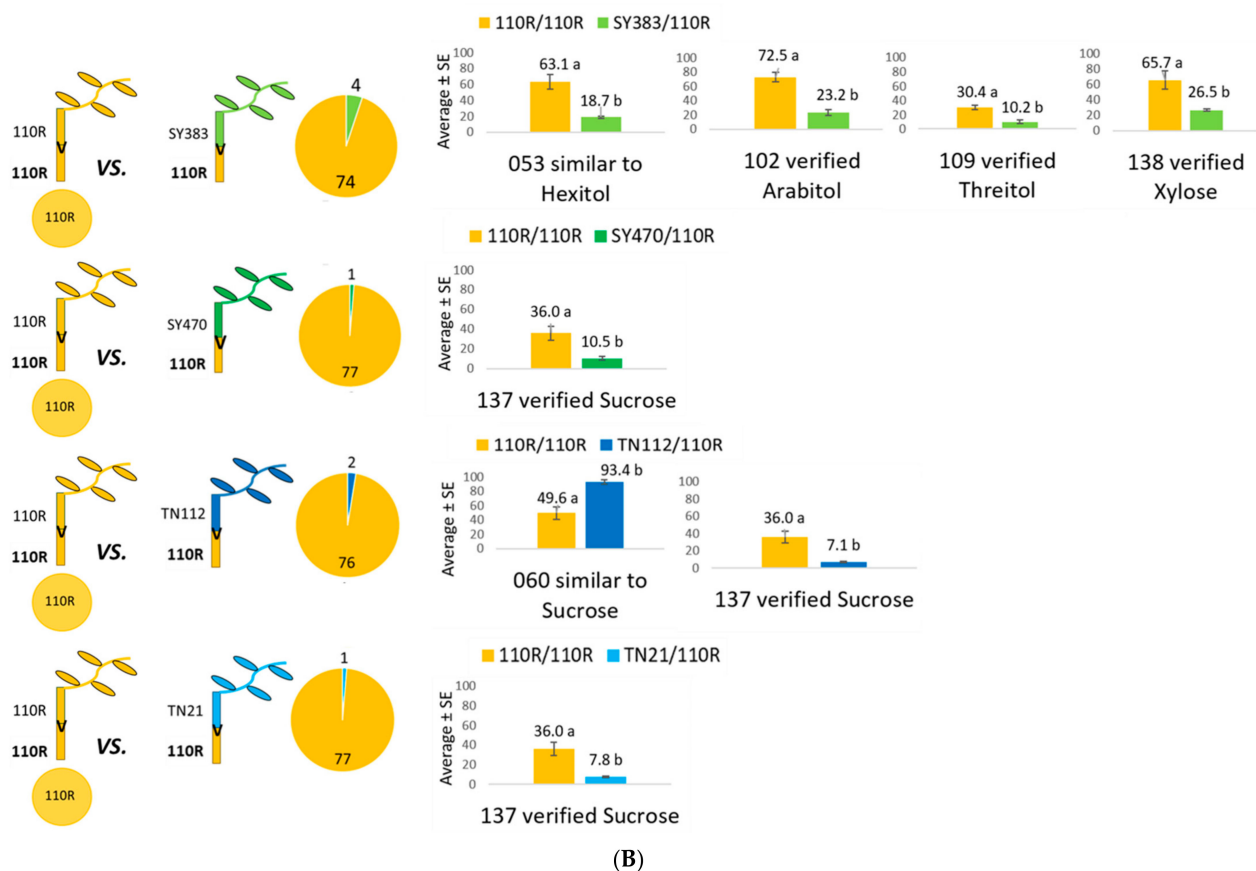 110R/110R SY383/110R
Average ± SE
100
80
60
40
20
0
63.1 a
18.7 b
053 similar to
Hexitol
100
80
60
40
20
0
72.5 a
23.2 b
102 verified
Arabitol
100
80
60
40
20
0
30.4 a
10.2 b
109 verified
Threitol
100
80
60
40
20
0
65.7 a
26.5 b
138 verified
Xylose
110R
V
110R
110R
VS.
SY383
V
110R
4
74
110R/110R SY470/110R
Average ± SE
100
80
60
40
20
0
36.0 a
10.5 b
137 verified Sucrose
110R
V
110R
110R
VS.
SY470
V
110R
1
77
110R/110R TN112/110R
Average ± SE
100
80
60
40
20
0
49.6 a
93.4 b
060 similar to
Sucrose
100
80
60
40
20
0
36.0 a
7.1 b
137 verified Sucrose
110R
V
110R
110R
VS.
TN112
V
110R
2
76
110R/110R TN21/110R
Average ± SE
100
80
60
40
20
0
36.0 a
7.8 b
137 verified Sucrose
110R
V
110R
110R
VS.
TN21
V
110R
1
77
(B)